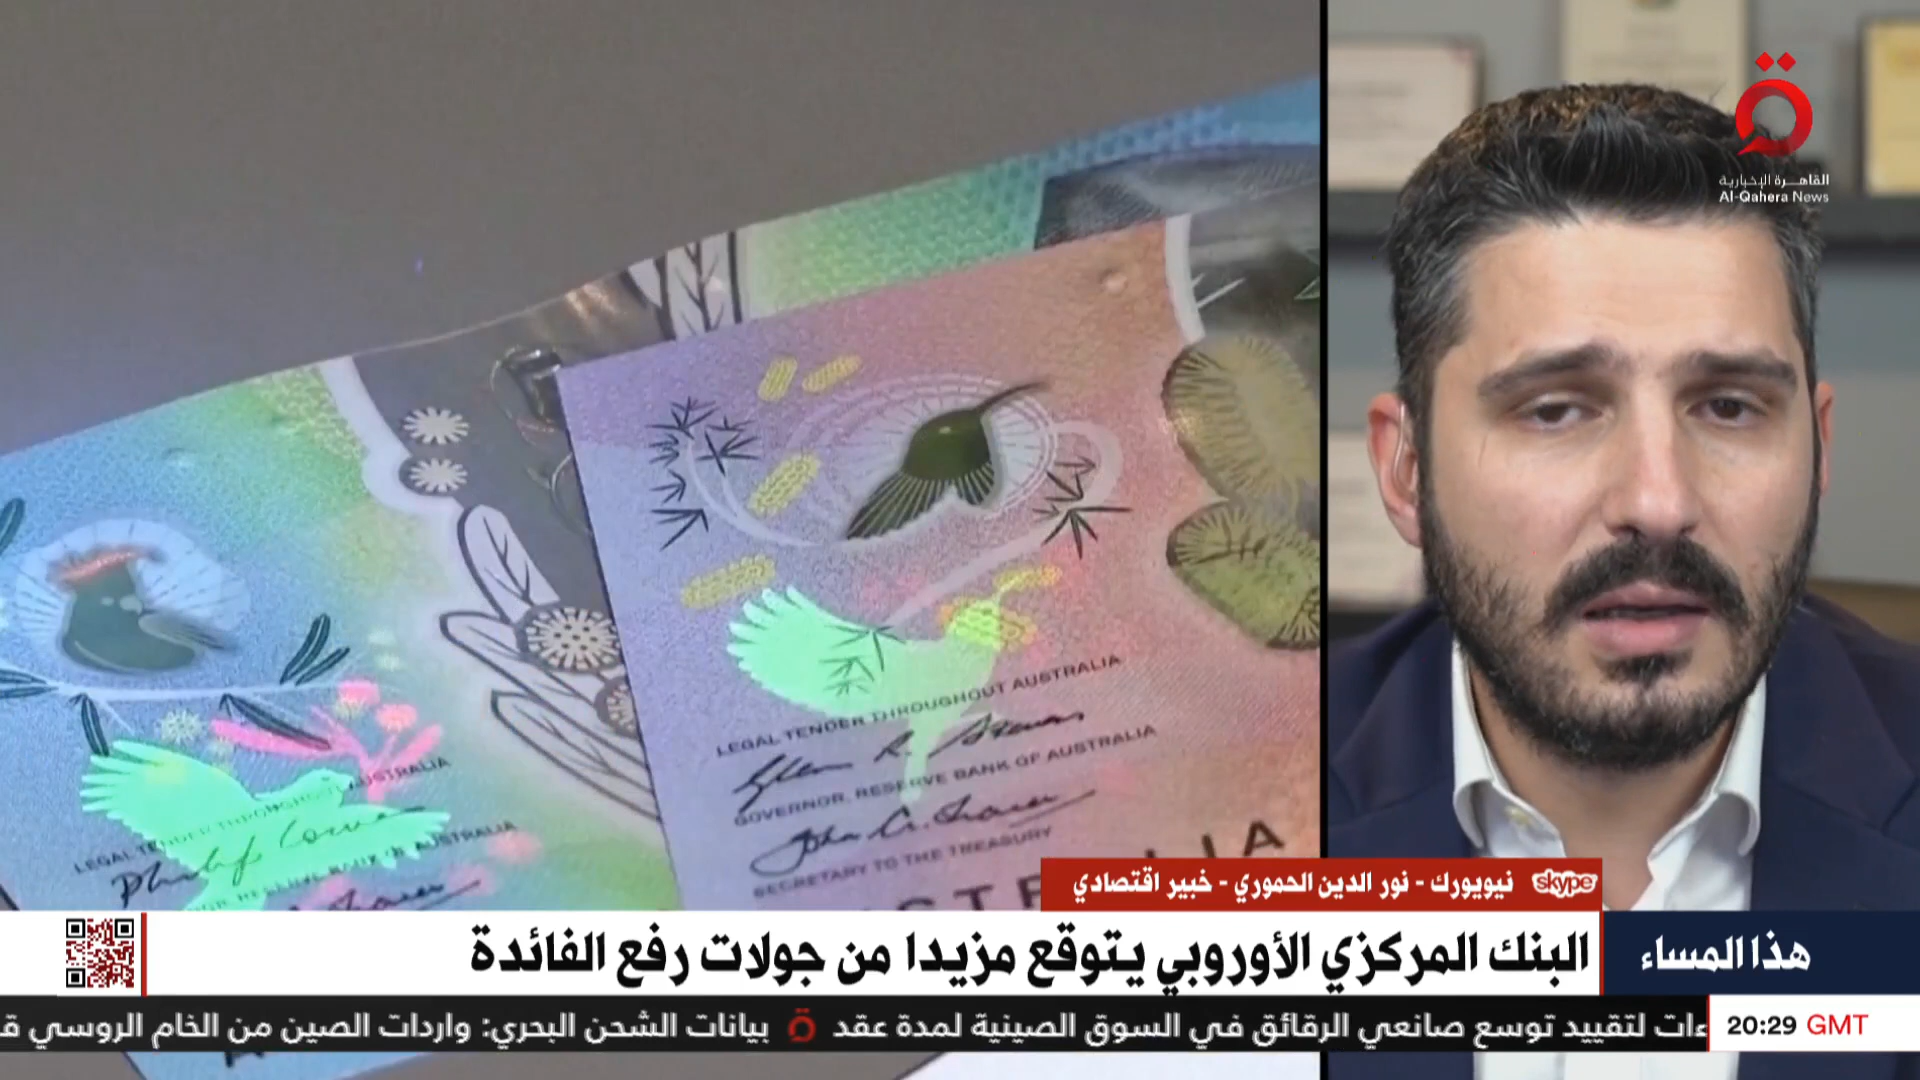 القاهرة الإخبارية
Al-Qahera News
LEGAL TENDER THROUGHOUT AUSTRALIA
GOVERNOR, RESERVE BANK OF AUSTRALIA
SECRETARY TO THE TREASURY
AUSTRALIA
AUSTRALIA
skype نيويورك - نور الدين الحموري - خبير اقتصادي
هذا المساء
البنك المركزي الأوروبي يتوقع مزيدا من جولات رفع الفائدة
20:29 GMT
لتقييد توسع صانعي الرقائق في السوق الصينية لمدة عقد
بيانات الشحن البحري: واردات الصين من الخام الروسي